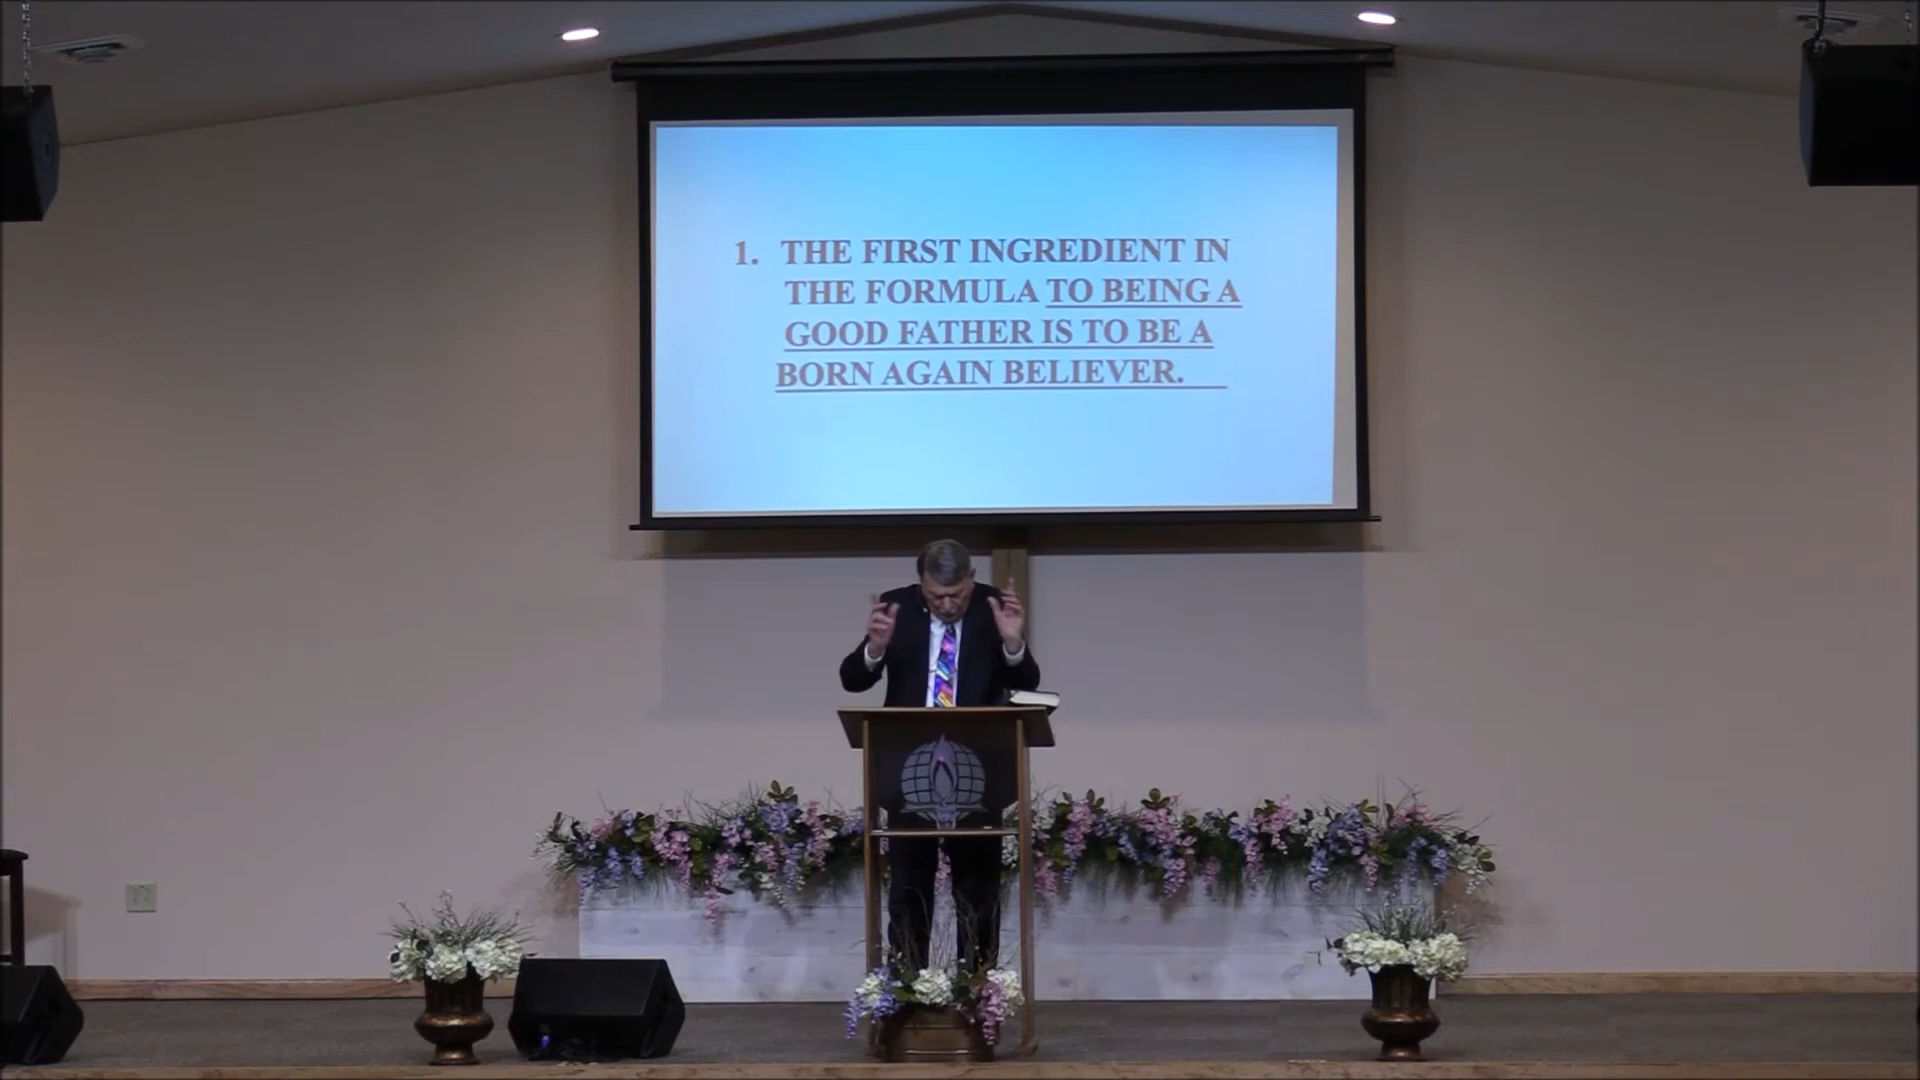 1. THE FIRST INGREDIENT IN
THE FORMULA TO BEING A
GOOD FATHER IS TO BE A
BORN AGAIN BELIEVER.